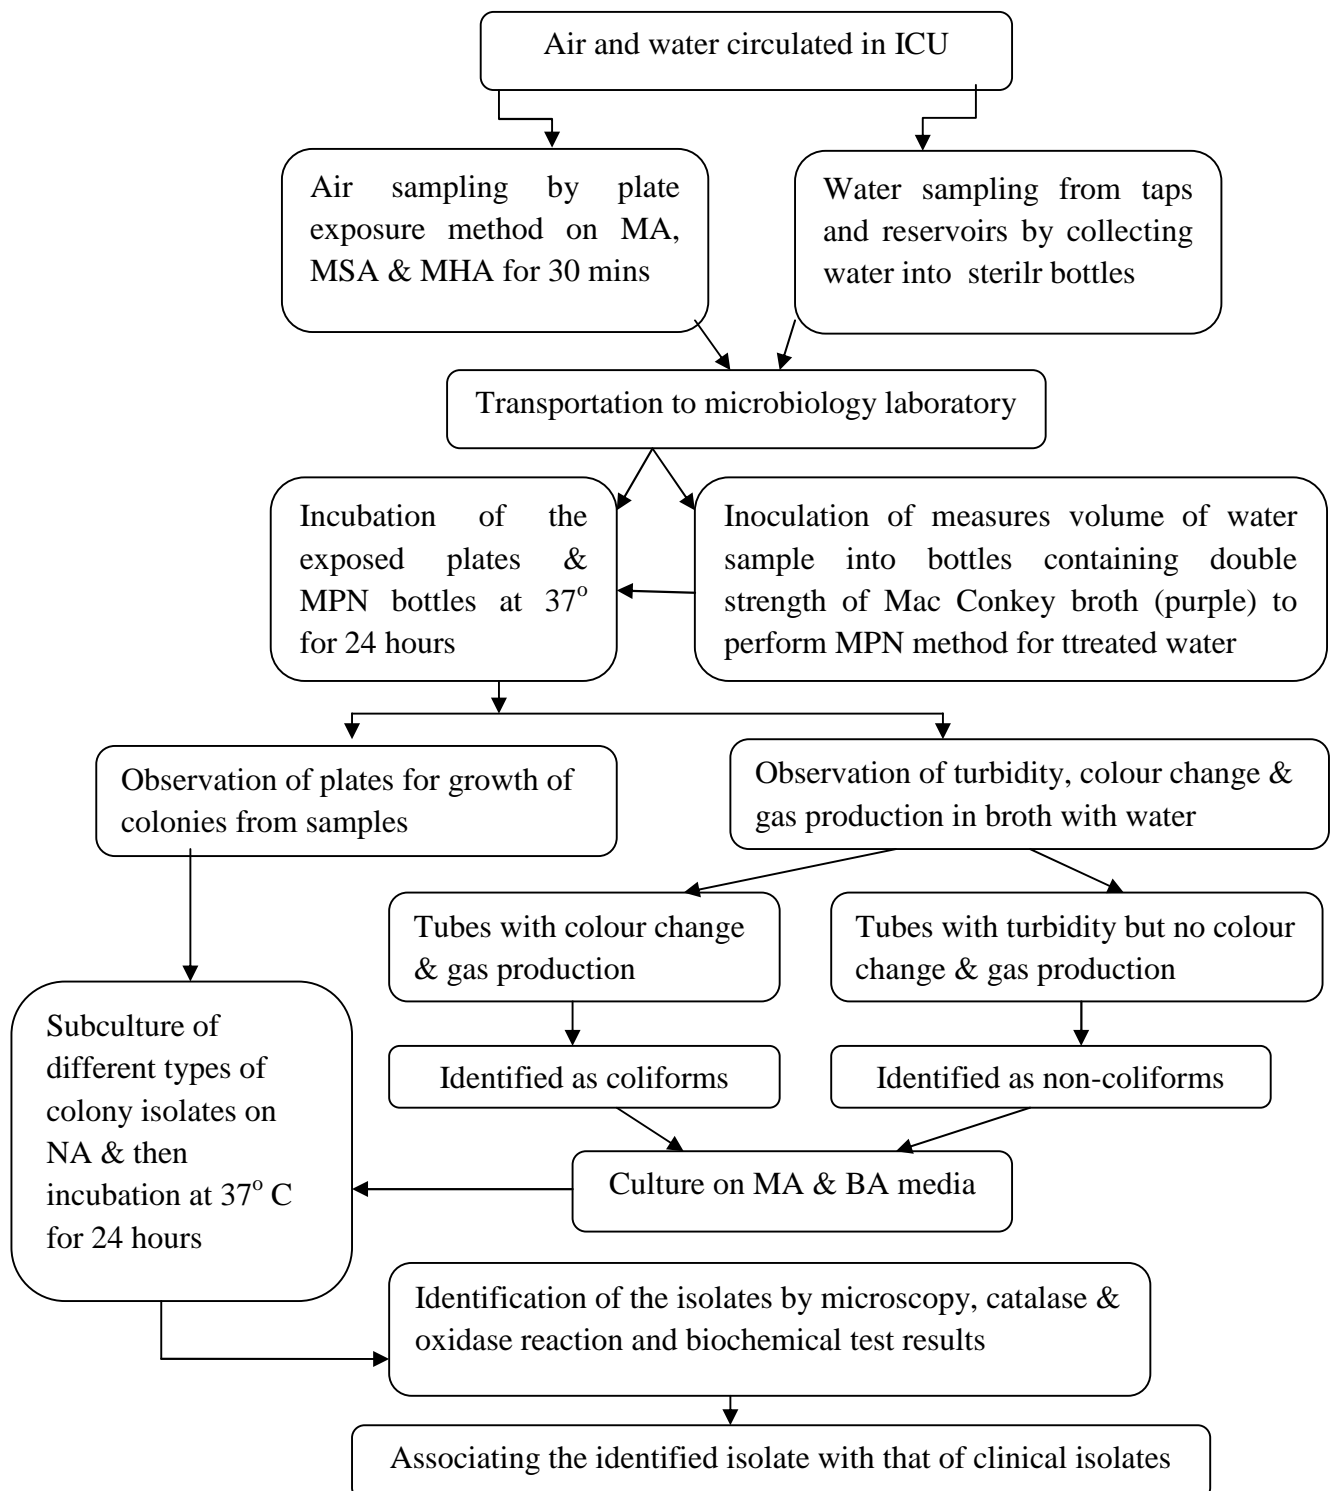 Air and water circulated in ICU
Air sampling by plate
exposure method on MA,
MSA & MHA for 30 mins
Water sampling from taps
and reservoirs by collecting
water into sterilr bottles
Transportation to microbiology laboratory
Incubation of the
exposed plates &
MPN bottles at 37o
for 24 hours
Inoculation of measures volume of water
sample into bottles containing double
strength of Mac Conkey broth (purple) to
perform MPN method for ttreated water
Observation of plates for growth of
colonies from samples
Observation of turbidity, colour change &
gas production in broth with water
Tubes with colour change
& gas production
Tubes with turbidity but no colour
change & gas production
Identified as coliforms
Identified as non-coliforms
Culture on MA & BA media
Subculture of
different types of
colony isolates on
NA & then
incubation at 37o C
for 24 hours
Identification of the isolates by microscopy, catalase &
oxidase reaction and biochemical test results
Associating the identified isolate with that of clinical isolates